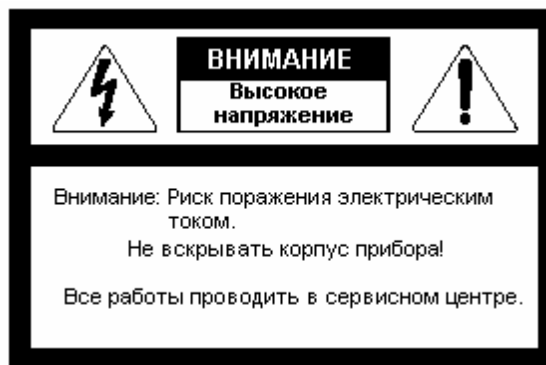 ВНИМАНИЕ
Высокое
напряжение
Внимание: Риск поражения электрическим
током.
Не вскрывать корпус прибора!
Все работы проводить в сервисном центре.